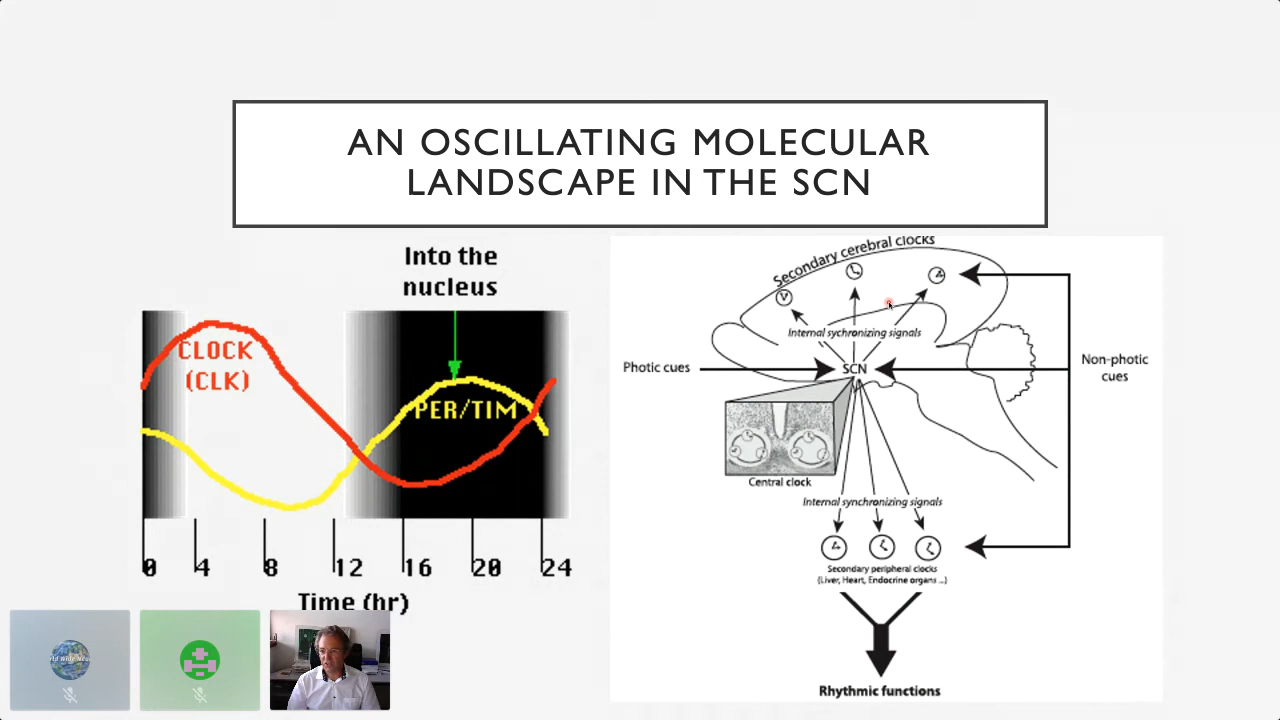 AN OSCILLATING MOLECULAR
LANDSCAPE IN THE SCN
Into the
nucleus
CLOCK
(CLK)
PER/TIM
0 4 8 12 16 20 24
Time (hr)
Secondary cerebral clocks
Internal sychronizing signals
Photic cues
SCN
Non-photic
cues
Central clock
Internal synchronizing signals
Secondary peripheral clocks
(Liver, Heart, Endocrine organs ...)
Rhythmic functions